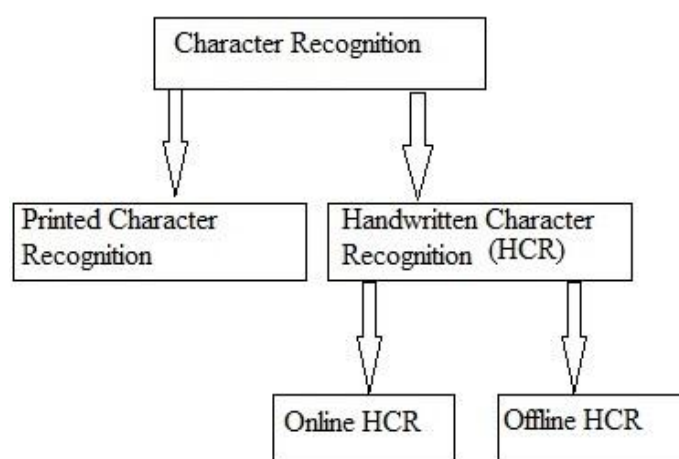 Character Recognition
Printed Character
Recognition
Handwritten Character
Recognition (HCR)
Online HCR
Offline HCR